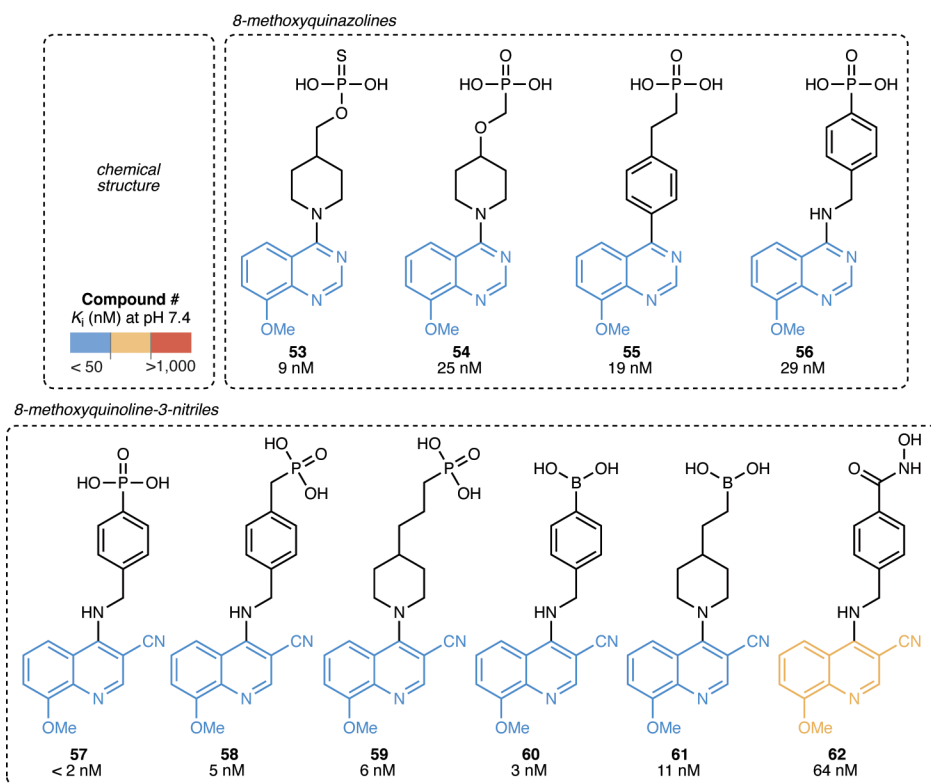 8-methoxyquinazolines
chemical
structure
Compound #
Ki (nM) at pH 7.4
< 50 >1,000
S
HO P OH
O
N
N
N
OMe
53
9 nM
O
HO P OH
O
N
N
N
OMe
54
25 nM
O
HO P OH
N
N
OMe
55
19 nM
O
HO P OH
HN
N
N
OMe
56
29 nM
8-methoxyquinoline-3-nitriles
O
HO P OH
HN
CN
N
OMe
57
< 2 nM
HO
P O
OH
HN
CN
N
OMe
58
5 nM
HO
P O
OH
N
CN
N
OMe
59
6 nM
HO OH
B
HN
CN
N
OMe
60
3 nM
HO OH
B
N
CN
N
OMe
61
11 nM
OH
O NH
HN
CN
N
OMe
62
64 nM